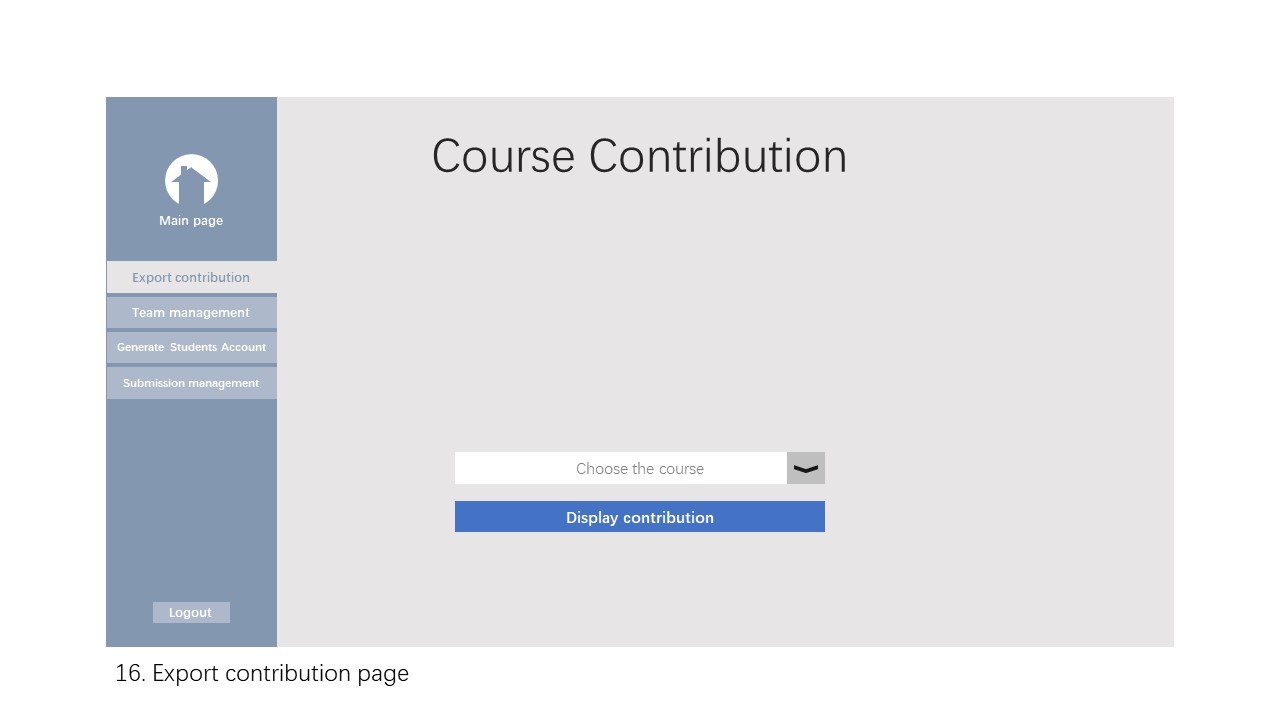 Course Contribution
Main page
Export contribution
Team management
Generate Students Account
Submission management
Choose the course
Display contribution
Logout
16. Export contribution page